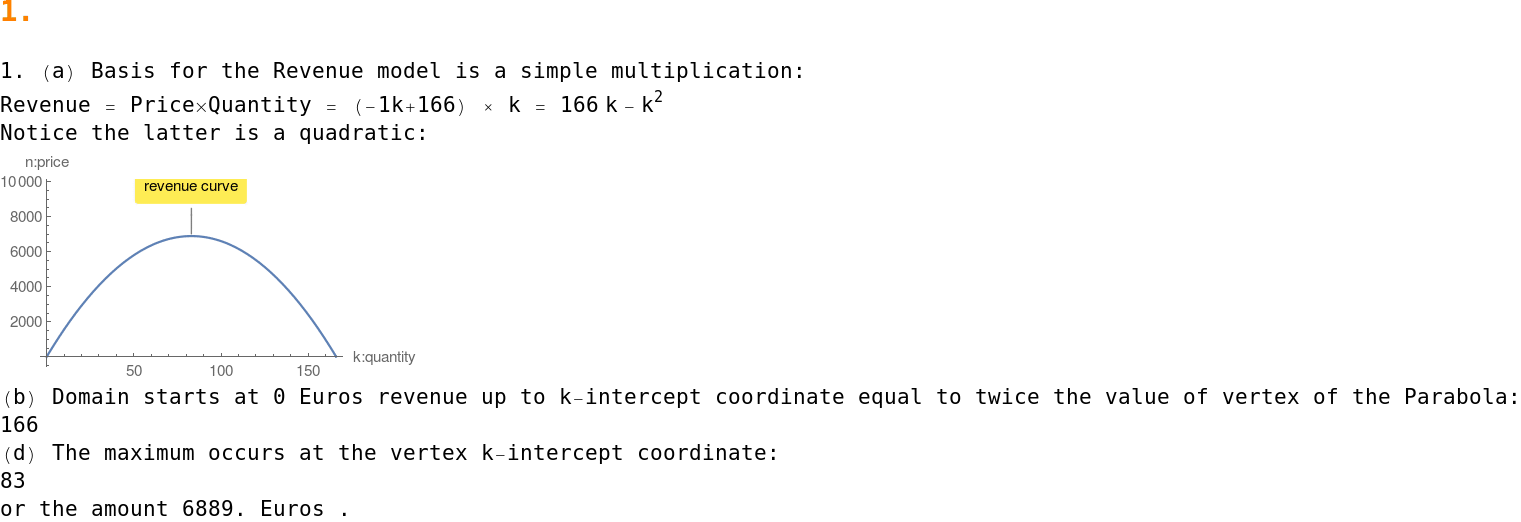 1.
1. (a) Basis for the Revenue model is a simple multiplication:
Revenue = Price×Quantity = (-1k+166) × k = 166 k - k²
Notice the latter is a quadratic:
n:price
10000
revenue curve
8000
6000
4000
2000
k:quantity
50 100 150
(b) Domain starts at 0 Euros revenue up to k-intercept coordinate equal to twice the value of vertex of the Parabola:
166
(d) The maximum occurs at the vertex k-intercept coordinate:
83
or the amount 6889. Euros .